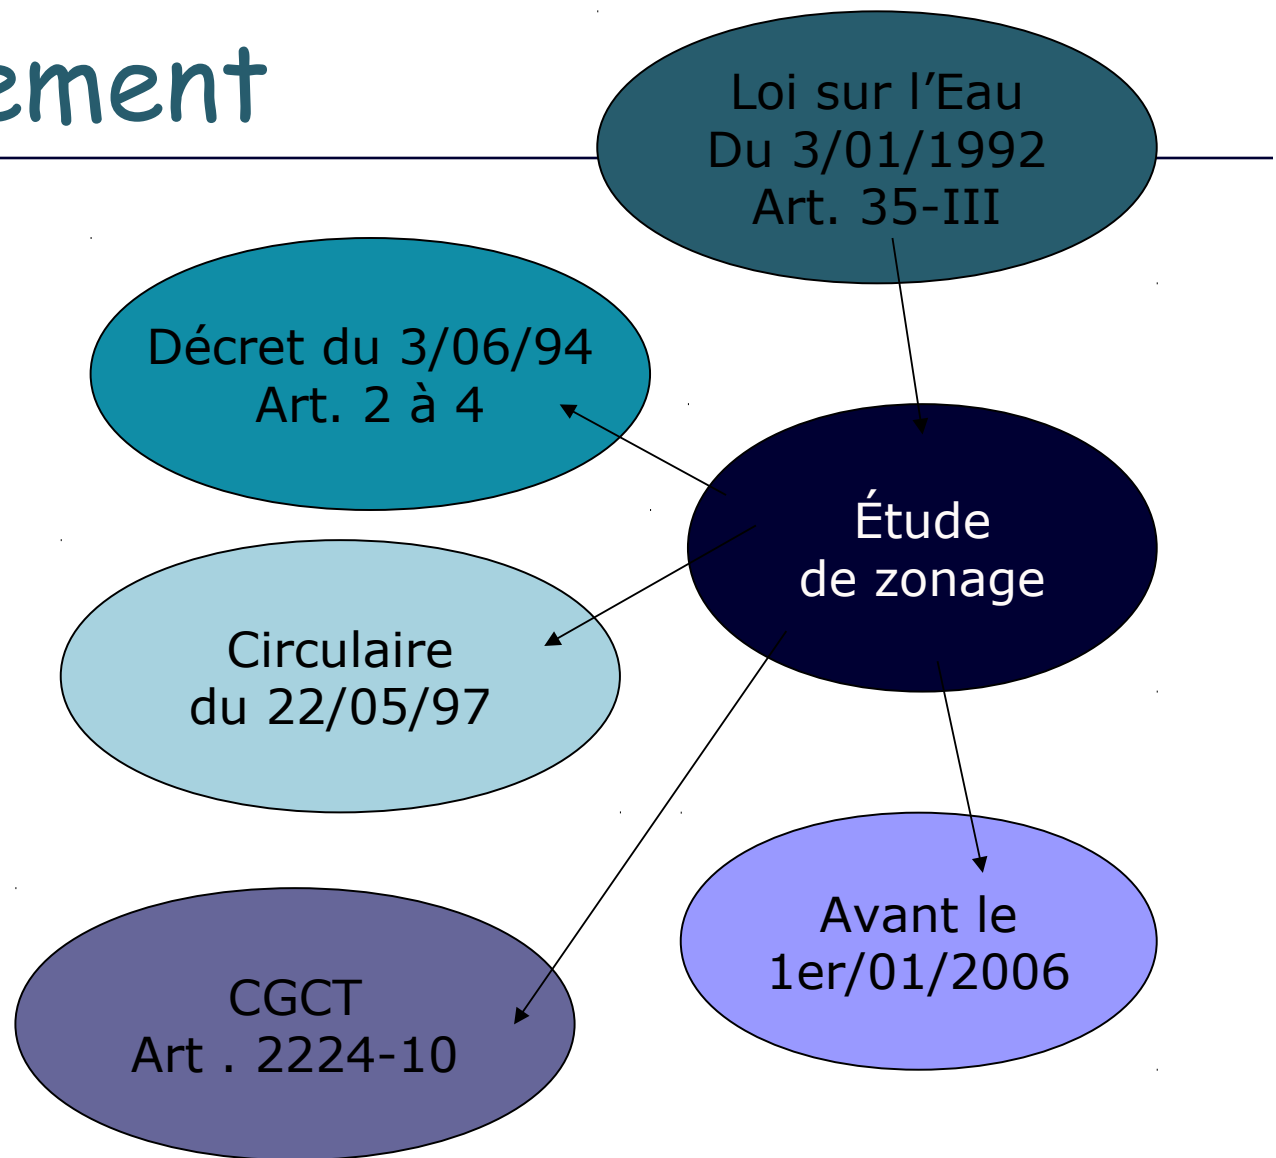 ement
Loi sur l’Eau
Du 3/01/1992
Art. 35-III
Décret du 3/06/94
Art. 2 à 4
Étude
de zonage
Circulaire
du 22/05/97
Avant le
1er/01/2006
CGCT
Art . 2224-10